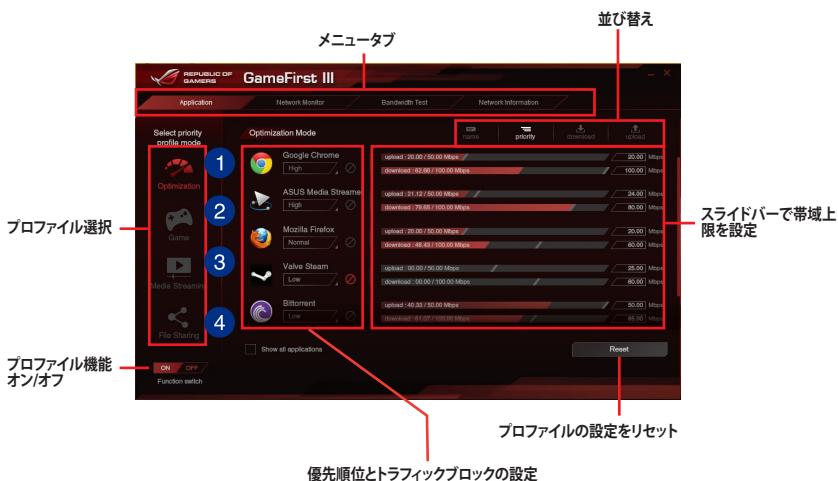 並び替え
メニュータブ
REPUBLIC OF
GAMERS
GameFirst III
Application
Network Monitor
Bandwidth Test
Network Information
Select priority
profile mode
Optimization Mode
name
priority
download
upload
プロファイル選択
1
Optimization
2
Game
3
Media Streaming
4
File Sharing
Google Chrome
High
upload : 20.00 / 50.00 Mbps
20.00 Mbps
download : 62.66 / 100.00 Mbps
100.00 Mbps
ASUS Media Streame
High
upload : 21.12 / 50.00 Mbps
24.00 Mbps
download : 79.65 / 100.00 Mbps
80.00 Mbps
Mozilla Firefox
Normal
upload : 20.00 / 50.00 Mbps
20.00 Mbps
download : 48.43 / 100.00 Mbps
60.00 Mbps
Valve Steam
Low
upload : 00.00 / 50.00 Mbps
25.00 Mbps
download : 00.00 / 100.00 Mbps
60.00 Mbps
Bittorrent
Low
upload : 40.33 / 50.00 Mbps
50.00 Mbps
download : 61.07 / 100.00 Mbps
65.00 Mbps
スライドバーで帯域上
限を設定
Show all applications
Reset
プロファイル機能
オン/オフ
ON OFF
Function switch
プロファイルの設定をリセット
優先順位とトラフィックブロックの設定